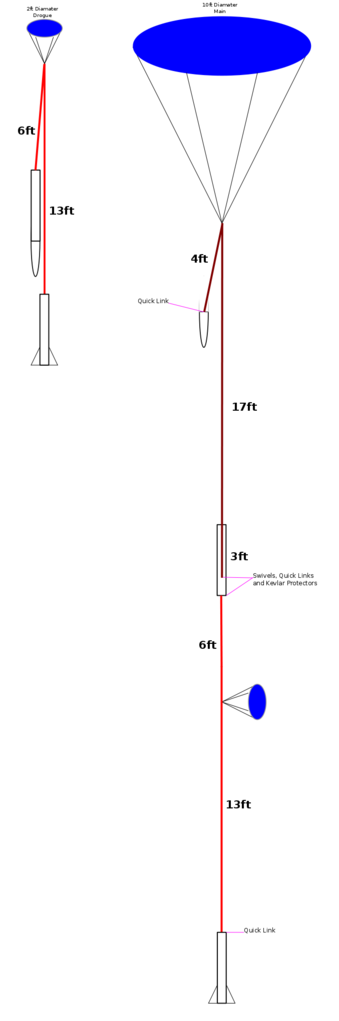 2ft Diamater
Drogue
6ft
13ft
10ft Diameter
Main
4ft
Quick Link
17ft
3ft
Swivels, Quick Links
and Kevlar Protectors
6ft
13ft
Quick Link